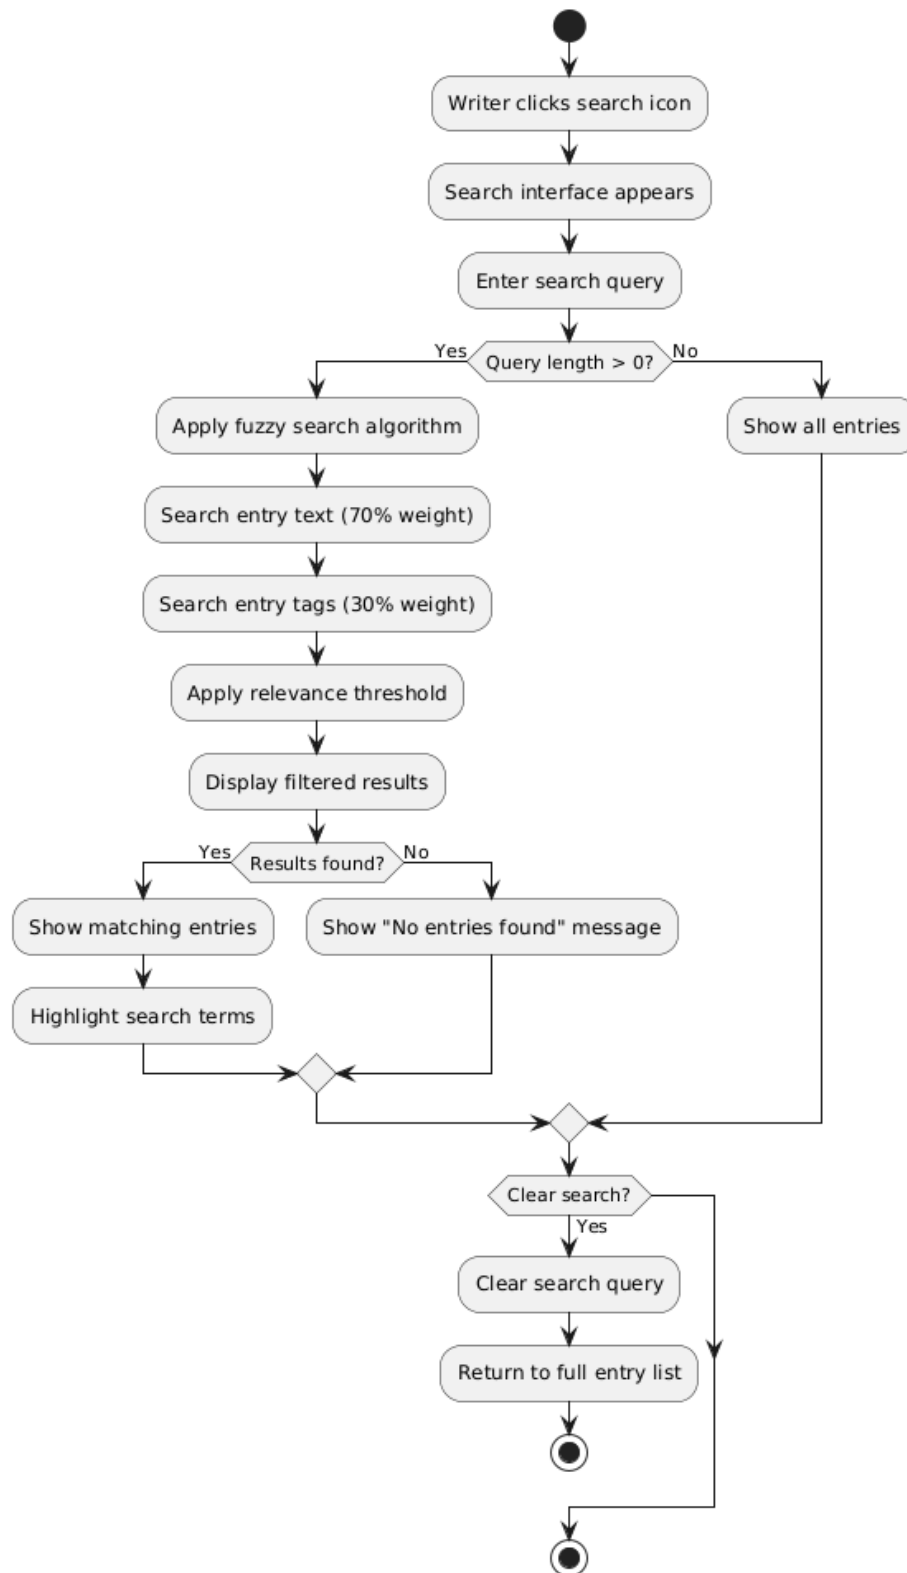 Writer clicks search icon
Search interface appears
Enter search query
Yes
Query length > 0?
No
Apply fuzzy search algorithm
Show all entries
Search entry text (70% weight)
Search entry tags (30% weight)
Apply relevance threshold
Display filtered results
Yes
Results found?
No
Show matching entries
Show "No entries found" message
Highlight search terms
Clear search?
Yes
Clear search query
Return to full entry list